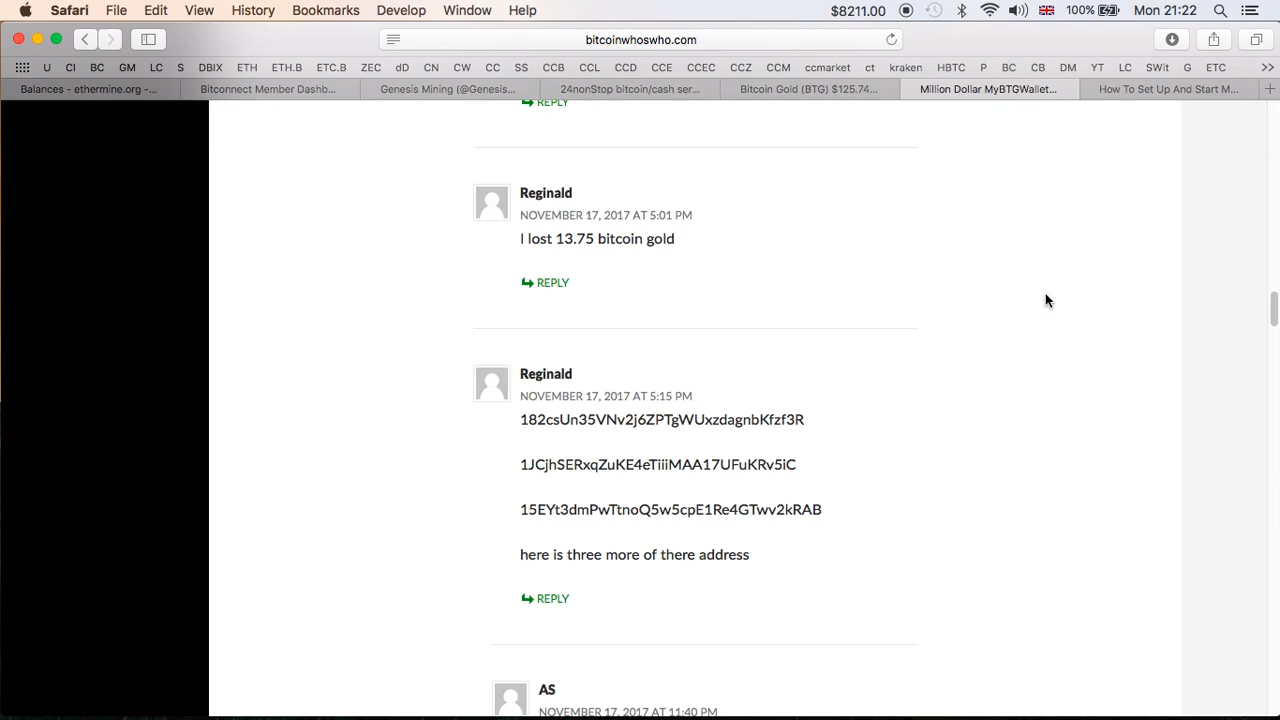 Safari File Edit View History Bookmarks Develop Window Help $8211.00 100% Mon 21:22
bitcoinwhoswho.com
U CI BC GM LC S DBIX ETH ETH.B ETC.B ZEC dD CN CW CC SS CCB CCL CCD CCE CCEC CCZ CCM ccmarket ct kraken HBTC P BC CB DM YT LC SWit G ETC >>
Balances - ethermine.org -... Bitconnect Member Dashb... Genesis Mining (@Genesis... 24nonStop bitcoin/cash ser... Bitcoin Gold (BTG) $125.74... Million Dollar MyBTGWallet... How To Set Up And Start M... +
REPLY
Reginald
NOVEMBER 17, 2017 AT 5:01 PM
I lost 13.75 bitcoin gold
REPLY
Reginald
NOVEMBER 17, 2017 AT 5:15 PM
182csUn35VNv2j6ZPTgWUxzdagnbKfzf3R
1JCjhSERxqZuKE4eTiiiMAA17UFuKRv5iC
15EYt3dmPwTtnoQ5w5cpE1Re4GTwv2kRAB
here is three more of there address
REPLY
AS
NOVEMBER 17, 2017 AT 11:40 PM